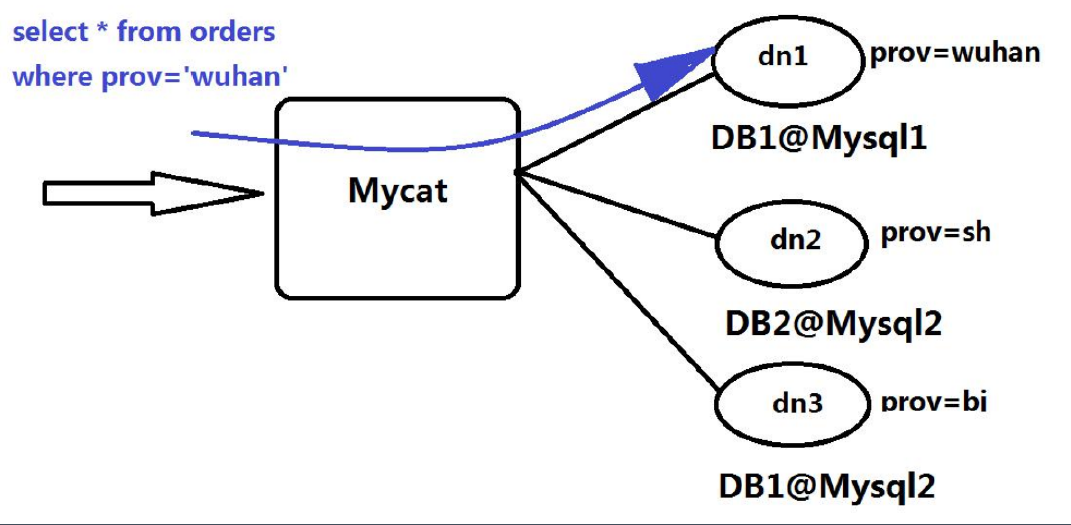 select * from orders
where prov='wuhan'
Mycat
dn1
prov=wuhan
DB1@Mysql1
dn2
prov=sh
DB2@Mysql2
dn3
prov=bj
DB1@Mysql2